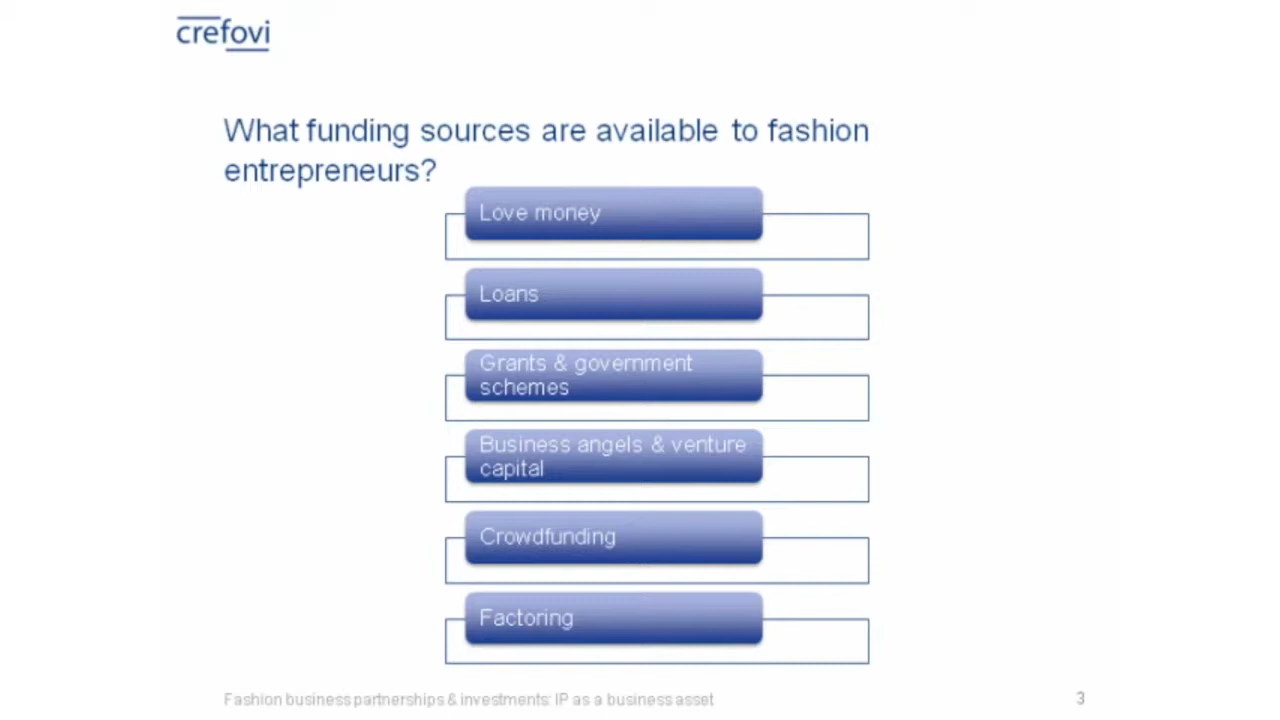 crefovi
What funding sources are available to fashion
entrepreneurs?
Love money
Loans
Grants & government
schemes
Business angels & venture
capital
Crowdfunding
Factoring
Fashion business partnerships & investments: IP as a business asset
3